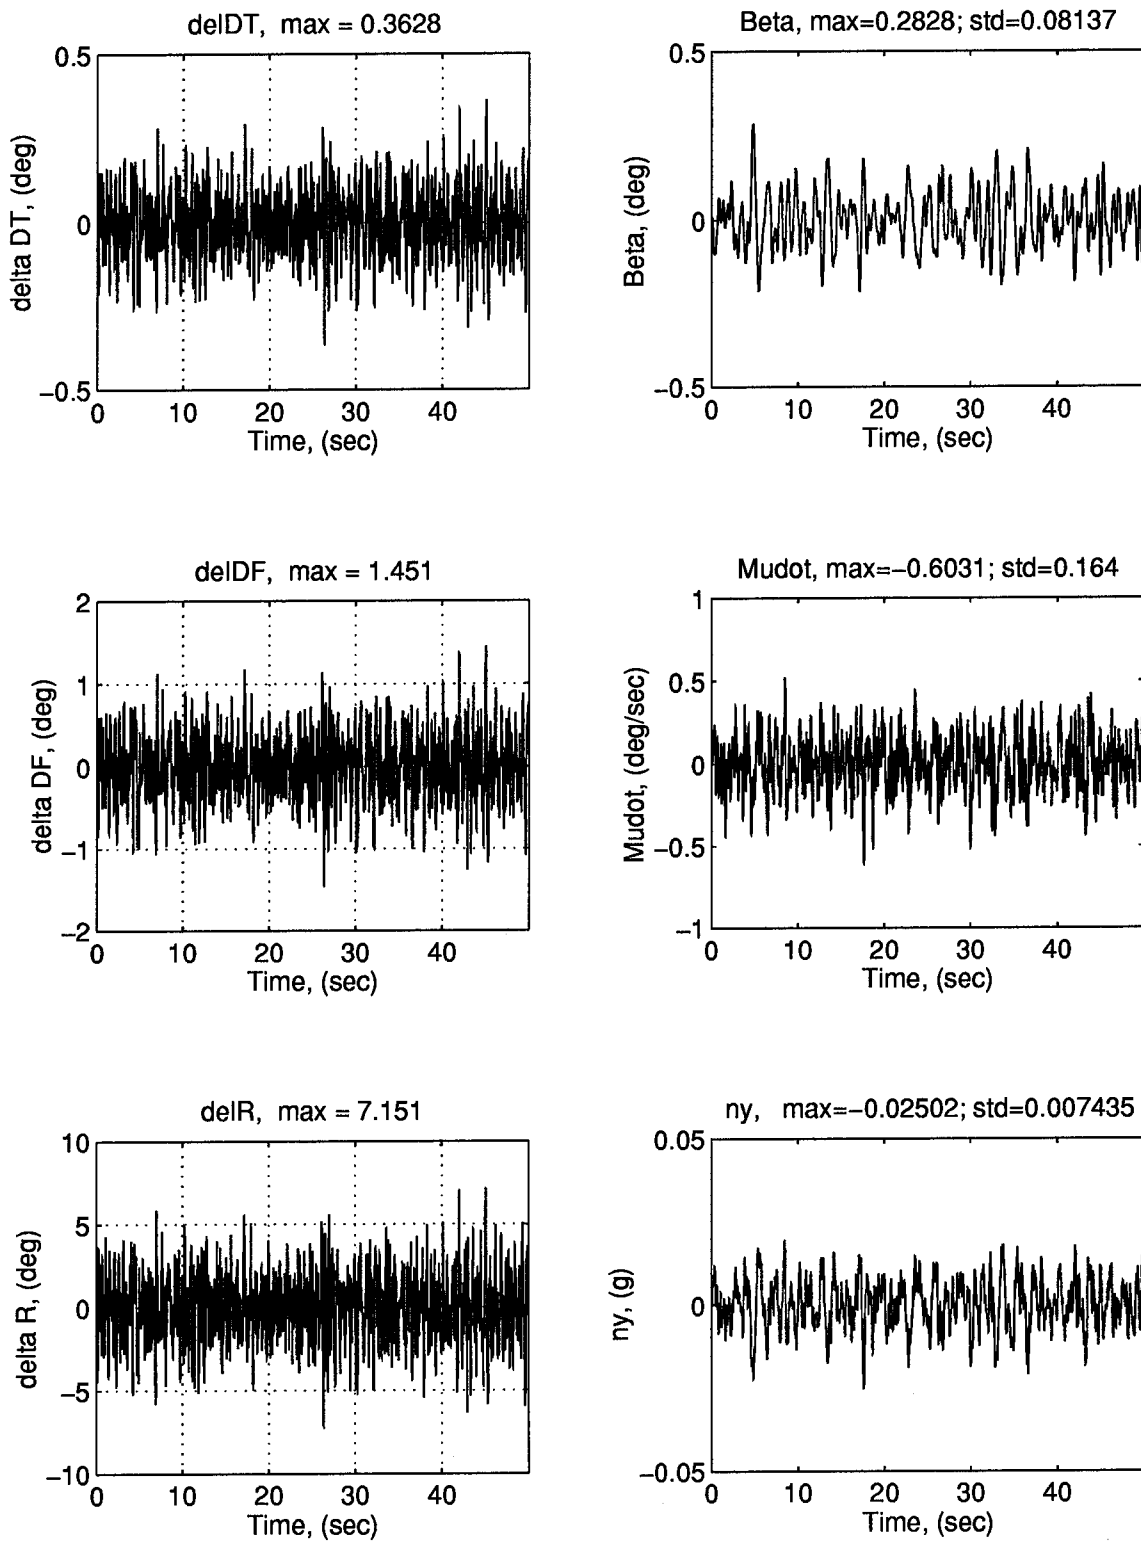 delDT, max = 0.3628
0.5
0
−0.5
delta DT, (deg)
0 10 20 30 40
Time, (sec)
Beta, max=0.2828; std=0.08137
0.5
0
−0.5
Beta, (deg)
0 10 20 30 40
Time, (sec)
delDF, max = 1.451
2
1
0
−1
−2
delta DF, (deg)
0 10 20 30 40
Time, (sec)
Mudot, max=−0.6031; std=0.164
1
0.5
0
−0.5
−1
Mudot, (deg/sec)
0 10 20 30 40
Time, (sec)
delR, max = 7.151
10
5
0
−5
−10
delta R, (deg)
0 10 20 30 40
Time, (sec)
ny, max=−0.02502; std=0.007435
0.05
0
−0.05
ny, (g)
0 10 20 30 40
Time, (sec)